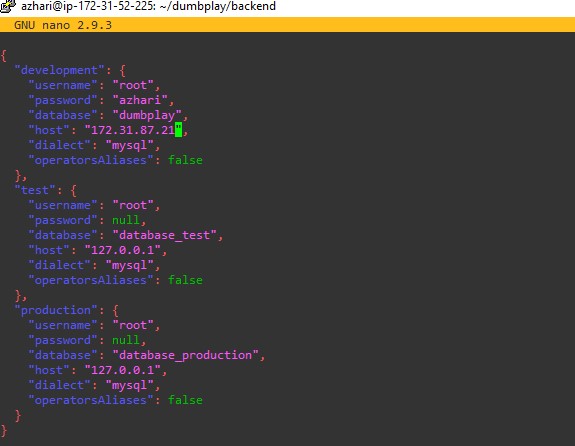 azhari@ip-172-31-52-225: ~/dumbplay/backend
GNU nano 2.9.3
{
  "development": {
    "username": "root",
    "password": "azhari",
    "database": "dumbplay",
    "host": "172.31.87.21",
    "dialect": "mysql",
    "operatorsAliases": false
  },
  "test": {
    "username": "root",
    "password": null,
    "database": "database_test",
    "host": "127.0.0.1",
    "dialect": "mysql",
    "operatorsAliases": false
  },
  "production": {
    "username": "root",
    "password": null,
    "database": "database_production",
    "host": "127.0.0.1",
    "dialect": "mysql",
    "operatorsAliases": false
  }
}